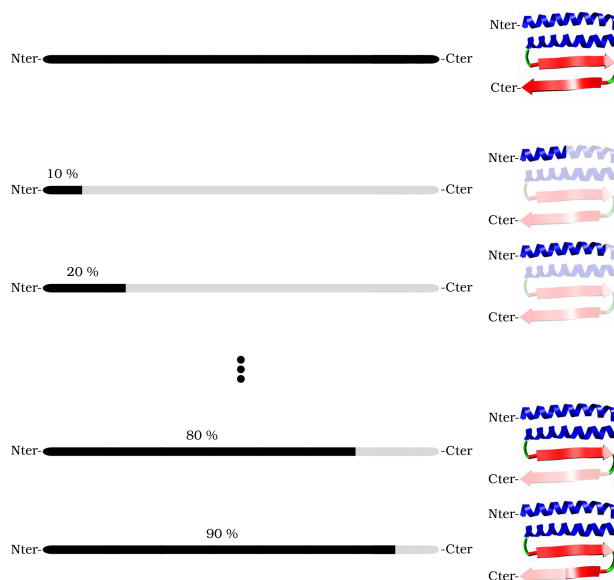 Nter-
Nter- -Cter
Cter-
10 %
Nter-
Nter- -Cter
Cter-
Nter-
20 %
Nter- -Cter
Cter-
80 %
Nter-
Nter- -Cter
Cter-
Nter-
90 %
Nter- -Cter
Cter-